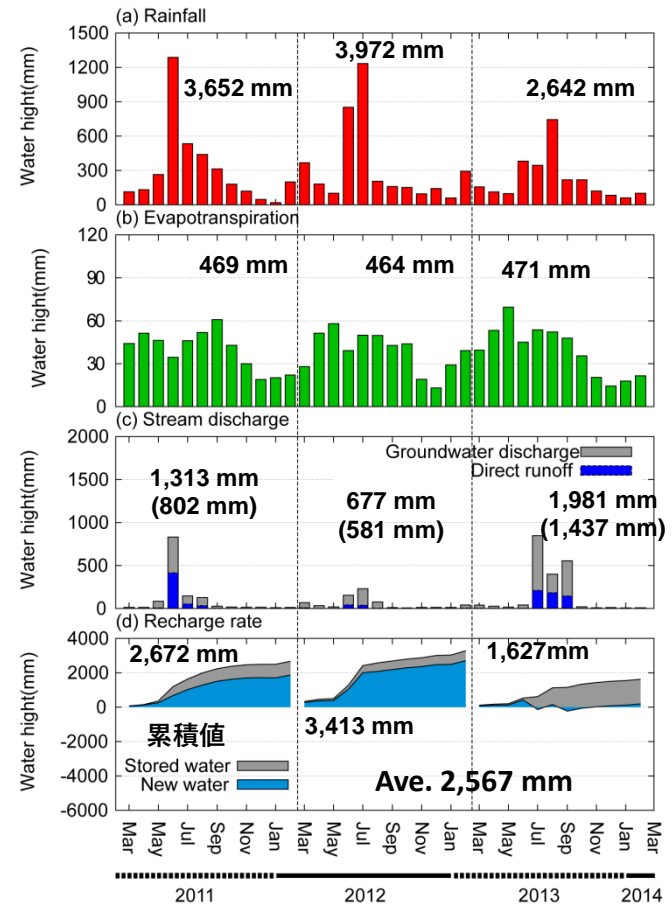 (a) Rainfall
Water hight(mm)
1500
1200
900
600
300
0
3,652 mm
3,972 mm
2,642 mm
(b) Evapotranspiration
Water hight(mm)
120
90
60
30
0
469 mm
464 mm
471 mm
(c) Stream discharge
Water hight(mm)
2000
1500
1000
500
0
Groundwater discharge
Direct runoff
1,313 mm
(802 mm)
677 mm
(581 mm)
1,981 mm
(1,437 mm)
(d) Recharge rate
Water hight(mm)
4000
2000
0
-2000
-4000
-6000
2,672 mm
3,413 mm
1,627mm
累積値
Stored water
New water
Ave. 2,567 mm
Mar May Jul Sep Nov Jan Mar May Jul Sep Nov Jan Mar May Jul Sep Nov Jan Mar
2011 2012 2013 2014